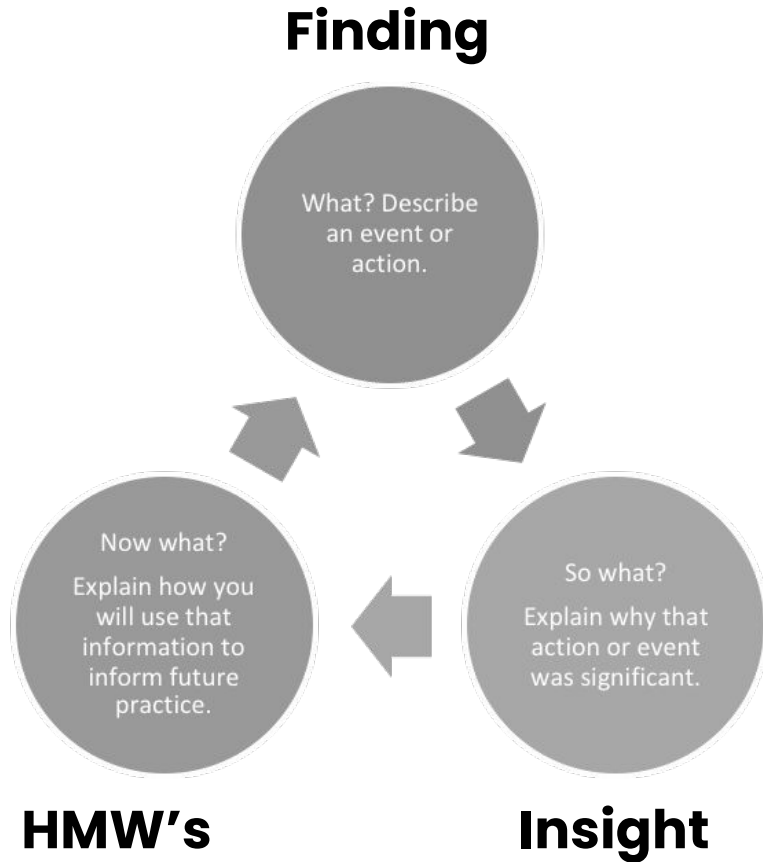 Finding
What? Describe
an event or
action.
So what?
Explain why that
action or event
was significant.
Insight
Now what?
Explain how you
will use that
information to
inform future
practice.
HMW’s